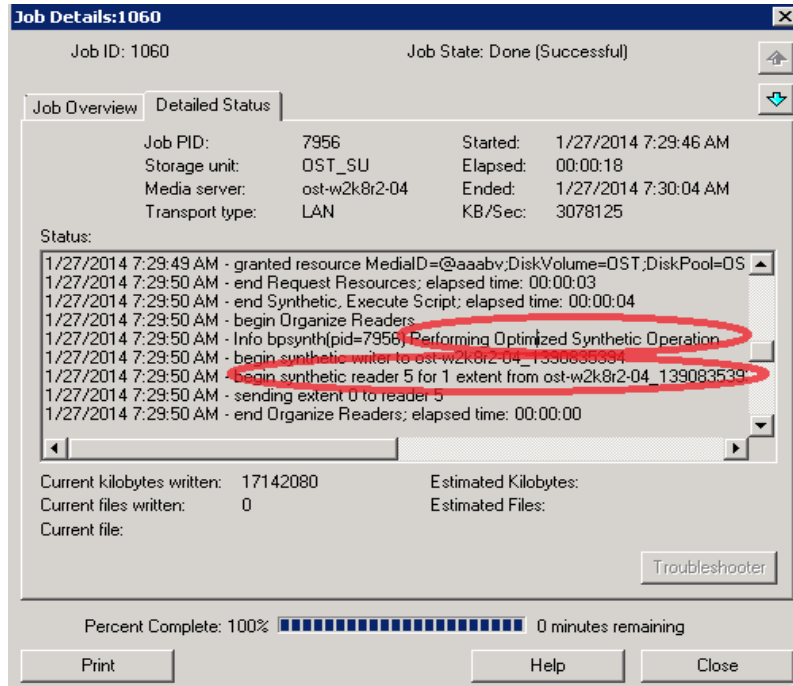 Job Details:1060
Job ID: 1060 Job State: Done (Successful)
Job Overview Detailed Status
Job PID: 7956 Started: 1/27/2014 7:29:46 AM
Storage unit: OST_SU Elapsed: 00:00:18
Media server: ost-w2k8r2-04 Ended: 1/27/2014 7:30:04 AM
Transport type: LAN KB/Sec: 3078125
Status:
1/27/2014 7:29:49 AM - granted resource MediaID=@aaabv;DiskVolume=OST;DiskPool=OS
1/27/2014 7:29:50 AM - end Request Resources; elapsed time: 00:00:03
1/27/2014 7:29:50 AM - end Synthetic, Execute Script; elapsed time: 00:00:04
1/27/2014 7:29:50 AM - begin Organize Readers
1/27/2014 7:29:50 AM - Info bpsynth(pid=7956) Performing Optimized Synthetic Operation
1/27/2014 7:29:50 AM - begin synthetic writer to ost-w2k8r2-04_1390835394
1/27/2014 7:29:50 AM - begin synthetic reader 5 for 1 extent from ost-w2k8r2-04_139083539
1/27/2014 7:29:50 AM - sending extent 0 to reader 5
1/27/2014 7:29:50 AM - end Organize Readers; elapsed time: 00:00:00
Current kilobytes written: 17142080 Estimated Kilobytes:
Current files written: 0 Estimated Files:
Current file:
Troubleshooter
Percent Complete: 100% 0 minutes remaining
Print Help Close